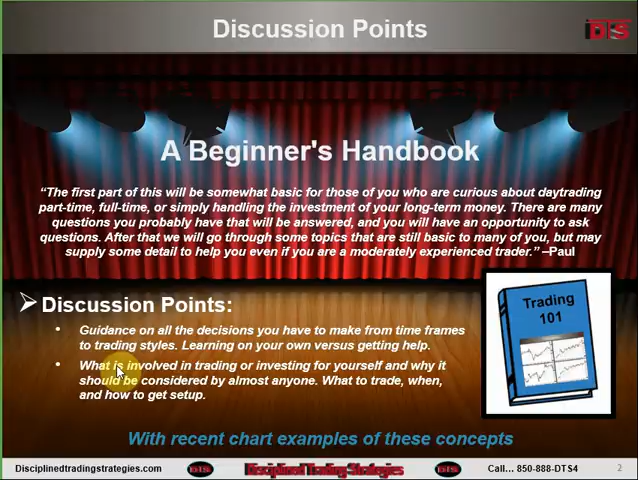 Discussion Points
DTS
A Beginner's Handbook
“The first part of this will be somewhat basic for those of you who are curious about daytrading
part-time, full-time, or simply handling the investment of your long-term money. There are many
questions you probably have that will be answered, and you will have an opportunity to ask
questions. After that we will go through some topics that are still basic to many of you, but may
supply some detail to help you even if you are a moderately experienced trader.” –Paul
Discussion Points:
• Guidance on all the decisions you have to make from time frames
to trading styles. Learning on your own versus getting help.
• What is involved in trading or investing for yourself and why it
should be considered by almost anyone. What to trade, when,
and how to get setup.
Trading
101
With recent chart examples of these concepts
Disciplinedtradingstrategies.com
DTS
Disciplined Trading Strategies
DTS
Call... 850-888-DTS4
2